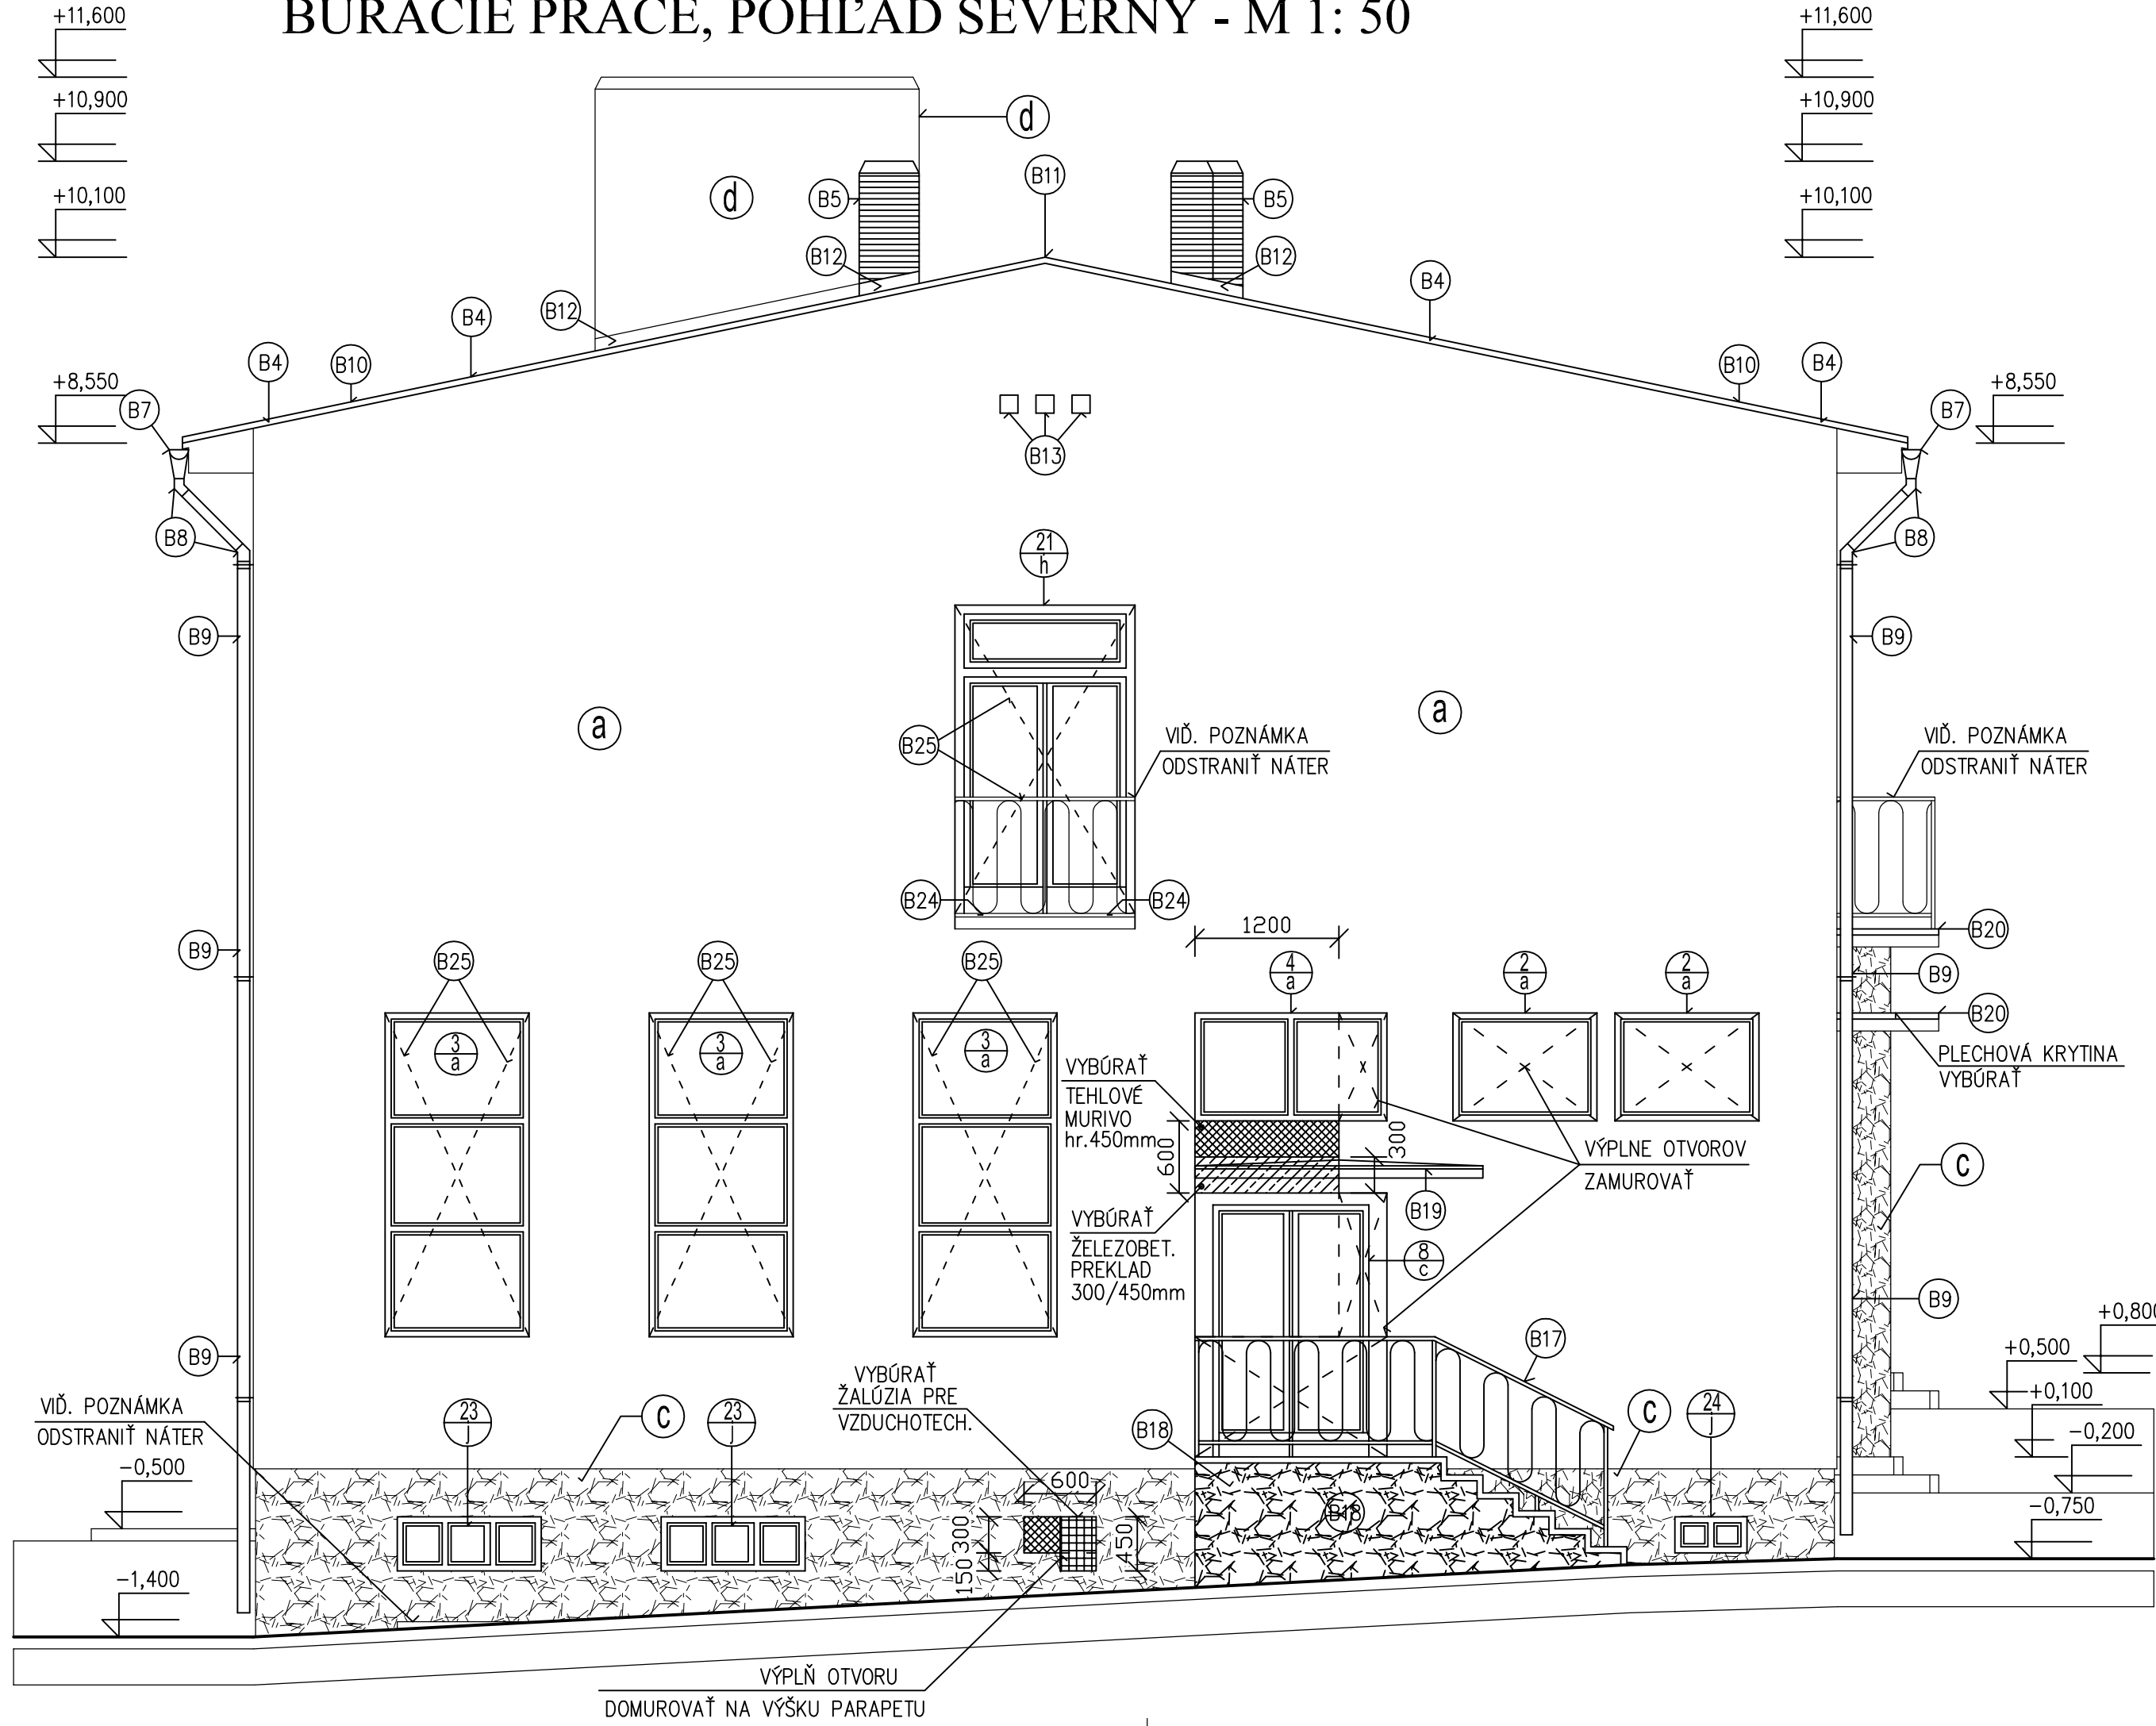 BÚRACIE PRÁCE, POHĽAD SEVERNÝ - M 1: 50
+11,600
+11,600
+10,900
+10,900
d
d
+10,100
+10,100
B5
B11
B5
B12
B12
B12
B4
B4
B4
B10
B10
B4
+8,550
+8,550
B7
B7
B13
B8
B8
21
h
B9
B9
a
a
B25
VIĎ. POZNÁMKA
ODSTRANIŤ NÁTER
VIĎ. POZNÁMKA
ODSTRANIŤ NÁTER
B24
B24
1200
B20
B9
B25
B25
B25
4
a
2
a
2
a
B9
B20
3
a
3
a
3
a
VYBÚRAŤ
TEHLOVÉ
MURIVO
hr.450mm
600
300
PLECHOVÁ KRYTINA
VYBÚRAŤ
VÝPLNE OTVOROV
ZAMUROVAŤ
c
B19
VYBÚRAŤ
ŽELEZOBET.
PREKLAD
300/450mm
8
c
B9
B9
B17
+0,800
+0,500
+0,100
-0,200
-0,750
VYBÚRAŤ
ŽALÚZIA PRE
VZDUCHOTECH.
VIĎ. POZNÁMKA
ODSTRANIŤ NÁTER
23
j
c
23
j
B18
c
24
j
-0,500
600
B18
300
150
450
-1,400
VÝPLŇ OTVORU
DOMUROVAŤ NA VÝŠKU PARAPETU